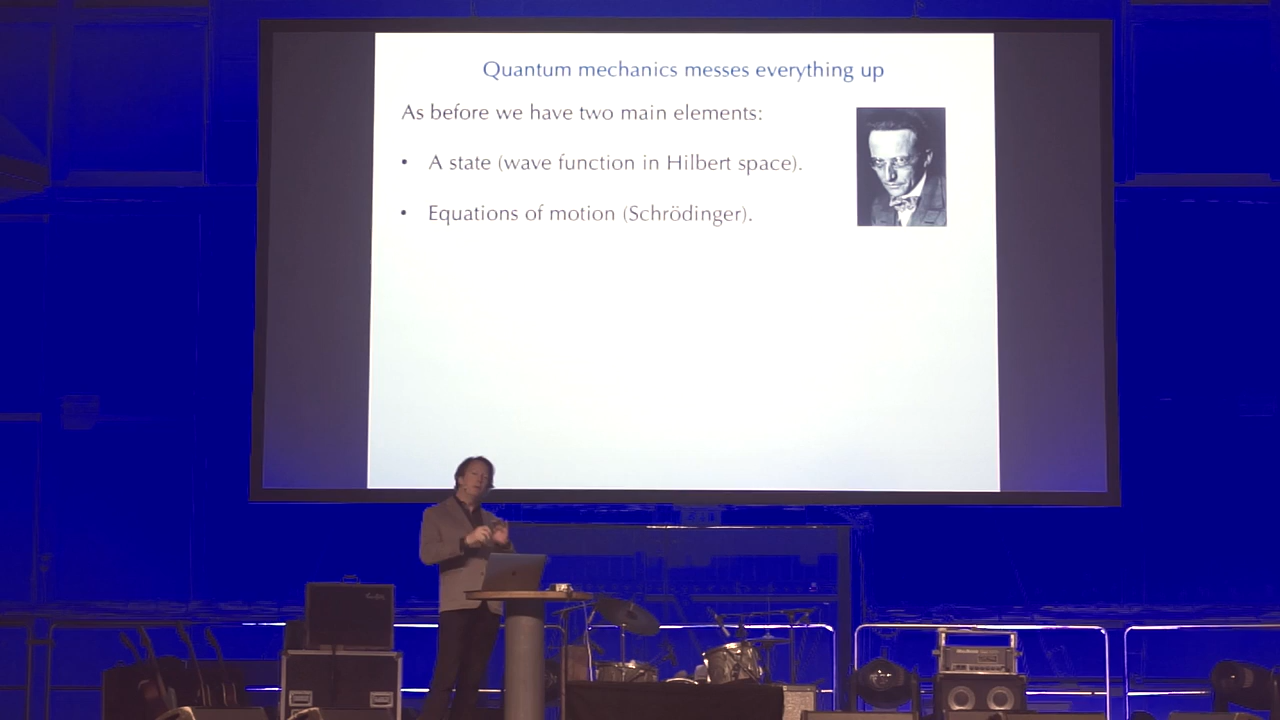 Quantum mechanics messes everything up
As before we have two main elements:
• A state (wave function in Hilbert space).
• Equations of motion (Schrödinger).